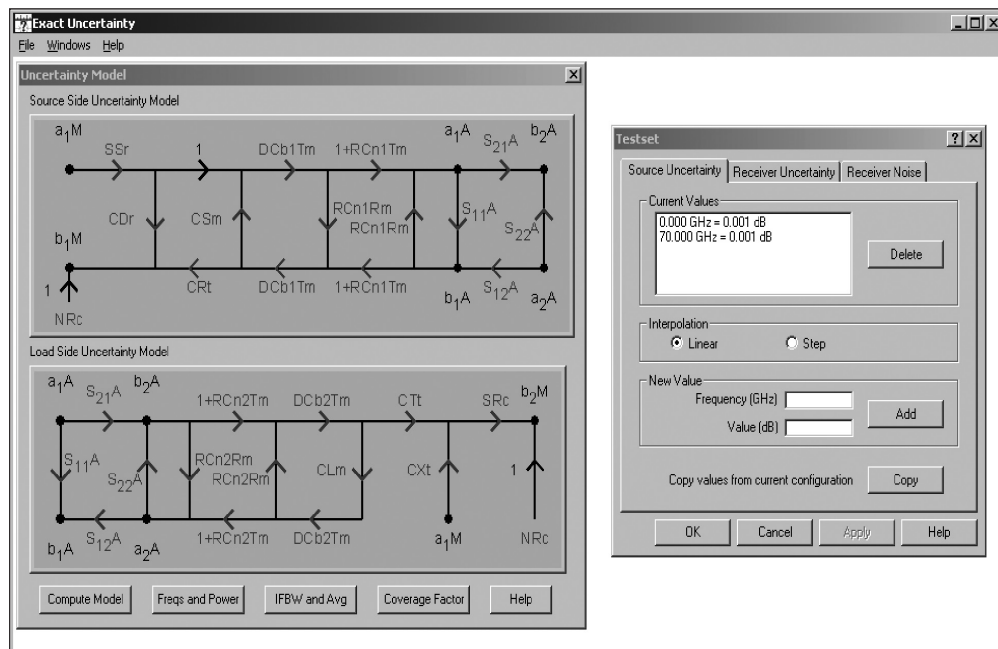 Exact Uncertainty
File Windows Help
Uncertainty Model
Source Side Uncertainty Model
a1M a1A b2A
SSr 1 DCb1Tm 1+RCn1Tm S21A
CDr CSm RCn1Rm RCn1Rm S11A S22A
b1M
1 CRt DCb1Tm 1+RCn1Tm S12A
NRc b1A a2A
Load Side Uncertainty Model
a1A b2A b2M
S21A 1+RCn2Tm DCb2Tm CTt SRc
S11A S22A RCn2Rm RCn2Rm CLm CXt 1
S12A 1+RCn2Tm DCb2Tm
b1A a2A a1M NRc
Compute Model Freqs and Power IFBW and Avg Coverage Factor Help
Testset
Source Uncertainty Receiver Uncertainty Receiver Noise
Current Values
0.000 GHz = 0.001 dB
70.000 GHz = 0.001 dB
Delete
Interpolation
Linear Step
New Value
Frequency (GHz)
Value (dB)
Add
Copy values from current configuration Copy
OK Cancel Apply Help